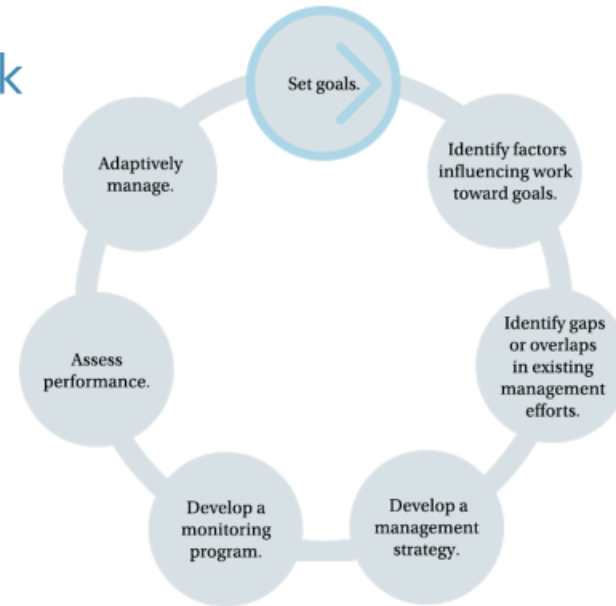 k
Set goals.
Identify factors
influencing work
toward goals.
Identify gaps
or overlaps
in existing
management
efforts.
Develop a
management
strategy.
Develop a
monitoring
program.
Assess
performance.
Adaptively
manage.